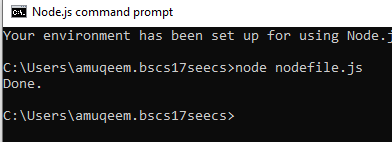 Node.js command prompt
Your environment has been set up for using Node.j
C:\Users\amuqeem.bscs17seecs>node nodefile.js
Done.
C:\Users\amuqeem.bscs17seecs>